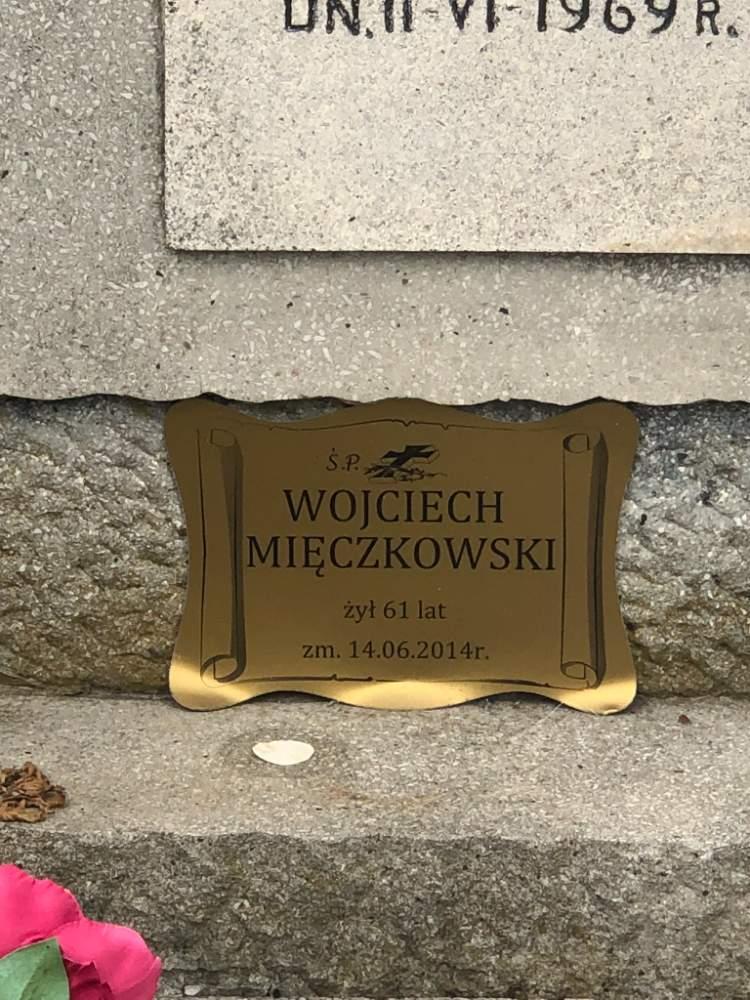 DN. 11-VI-1969 R.
Ś.P.
WOJCIECH
MIĘCZKOWSKI
żył 61 lat
zm. 14.06.2014r.